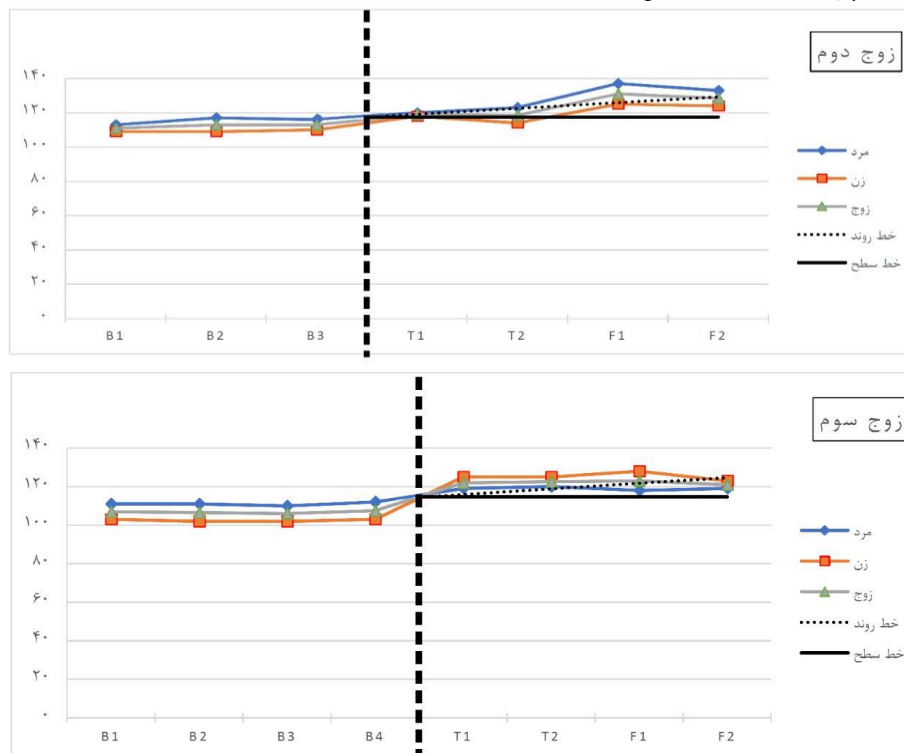 زوج دوم
۱۴۰
۱۲۰
۱۰۰
۸۰
۶۰
۴۰
۲۰
۰
B1 B2 B3 T1 T2 F1 F2
مرد
زن
زوج
خط روند
خط سطح
زوج سوم
۱۴۰
۱۲۰
۱۰۰
۸۰
۶۰
۴۰
۲۰
۰
B1 B2 B3 B4 T1 T2 F1 F2
مرد
زن
زوج
خط روند
خط سطح